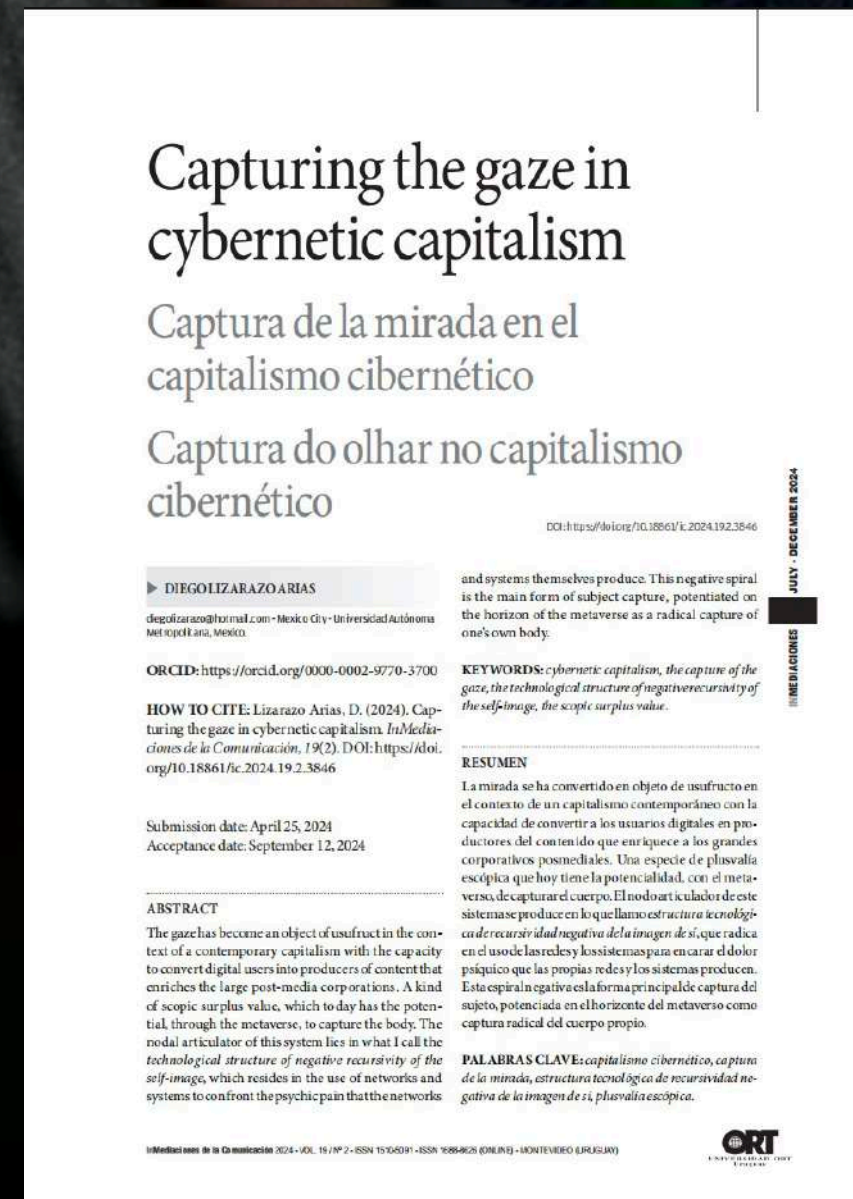 Capturing the gaze in
cybernetic capitalism
Captura de la mirada en el
capitalismo cibernético
Captura do olhar no capitalismo
cibernético
DOI: https://doi.org/10.18861/ic.2024.19.2.3846
DIEGO LIZARAZO ARIAS
diegolizarazo@hotmail.com - Mexico City - Universidad Autónoma
Metropolitana, Mexico.
ORCID: https://orcid.org/0000-0002-9770-3700
HOW TO CITE: Lizarazo Arias, D. (2024). Cap-
turing the gaze in cybernetic capitalism. InMedia-
ciones de la Comunicación, 19(2). DOI: https://doi.
org/10.18861/ic.2024.19.2.3846
Submission date: April 25, 2024
Acceptance date: September 12, 2024
ABSTRACT
The gaze has become an object of usufruct in the con-
text of a contemporary capitalism with the capacity
to convert digital users into producers of content that
enriches the large post-media corporations. A kind
of scopic surplus value, which today has the poten-
tial, through the metaverse, to capture the body. The
nodal articulator of this system lies in what I call the
technological structure of negative recursivity of the
self-image, which resides in the use of networks and
systems to confront the psychic pain that the networks
and systems themselves produce. This negative spiral
is the main form of subject capture, potentiated on
the horizon of the metaverse as a radical capture of
one's own body.
KEYWORDS: cybernetic capitalism, the capture of the
gaze, the technological structure of negative recursivity of
the self-image, the scopic surplus value.
RESUMEN
La mirada se ha convertido en objeto de usufructo en
el contexto de un capitalismo contemporáneo con la
capacidad de convertir a los usuarios digitales en pro-
ductores del contenido que enriquece a los grandes
corporativos posmediales. Una especie de plusvalía
escópica que hoy tiene la potencialidad, con el meta-
verso, de capturar el cuerpo. El nodo articulador de este
sistema se produce en lo que llamo estructura tecnológi-
ca de recursividad negativa de la imagen de sí, que radica
en el uso de las redes y los sistemas para encarar el dolor
psíquico que las propias redes y los sistemas producen.
Esta espiral negativa es la forma principal de captura del
sujeto, potenciada en el horizonte del metaverso como
captura radical del cuerpo propio.
PALABRAS CLAVE: capitalismo cibernético, captura
de la mirada, estructura tecnológica de recursividad ne-
gativa de la imagen de sí, plusvalía escópica.
INMEDIACIONES JULY - DECEMBER 2024
InMediaciones de la Comunicación 2024 - VOL. 19 / Nº 2 - ISSN 1510-5091 - ISSN 1688-8626 (ONLINE) - MONTEVIDEO (URUGUAY)
ORT
UNIVERSIDAD ORT
Uruguay